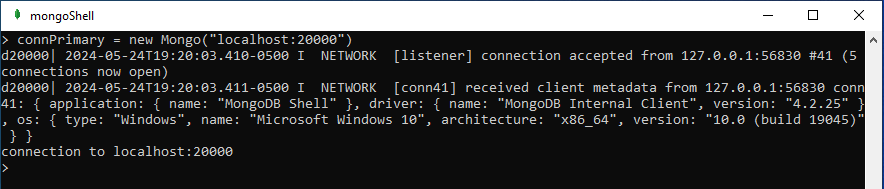 mongoShell
> connPrimary = new Mongo("localhost:20000")
d20000| 2024-05-24T19:20:03.410-0500 I  NETWORK  [listener] connection accepted from 127.0.0.1:56830 #41 (5
connections now open)
d20000| 2024-05-24T19:20:03.411-0500 I  NETWORK  [conn41] received client metadata from 127.0.0.1:56830 conn
41: { application: { name: "MongoDB Shell" }, driver: { name: "MongoDB Internal Client", version: "4.2.25" }
, os: { type: "Windows", name: "Microsoft Windows 10", architecture: "x86_64", version: "10.0 (build 19045)"
 } }
connection to localhost:20000
>